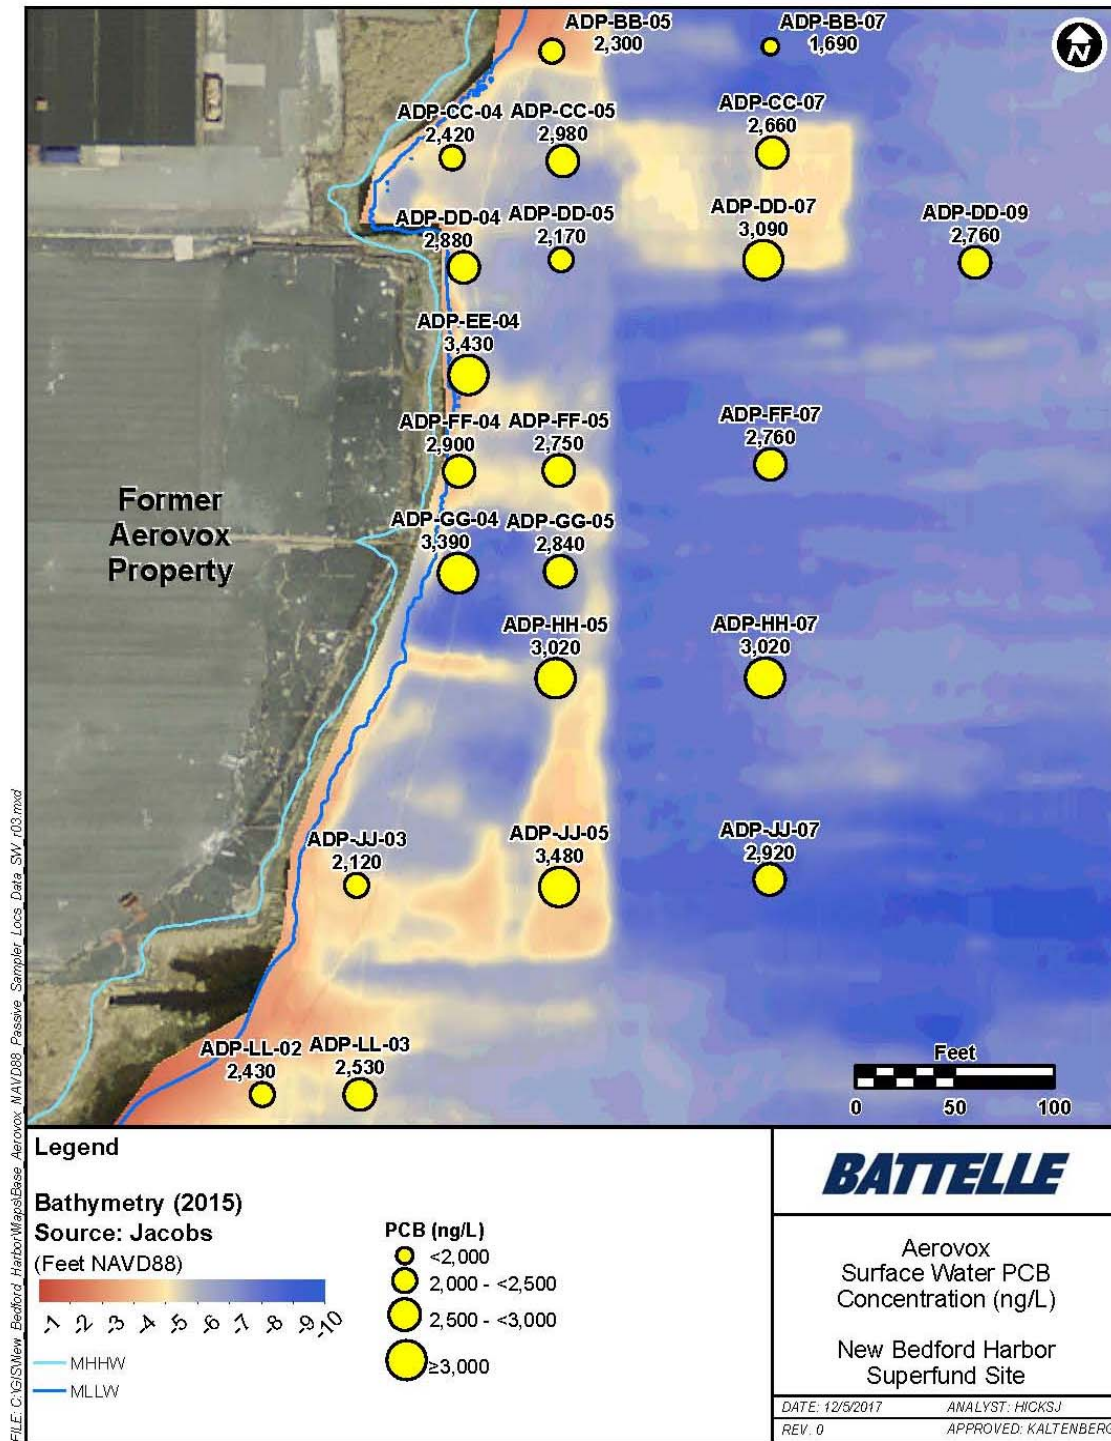 ADP-BB-05
2,300
ADP-BB-07
1,690
N
ADP-CC-04
2,420
ADP-CC-05
2,980
ADP-CC-07
2,660
ADP-DD-04
2,880
ADP-DD-05
2,170
ADP-DD-07
3,090
ADP-DD-09
2,760
ADP-EE-04
3,430
ADP-FF-04
2,900
ADP-FF-05
2,750
ADP-FF-07
2,760
Former
Aerovox
Property
ADP-GG-04
3,390
ADP-GG-05
2,840
ADP-HH-05
3,020
ADP-HH-07
3,020
ADP-JJ-03
2,120
ADP-JJ-05
3,480
ADP-JJ-07
2,920
ADP-LL-02
2,430
ADP-LL-03
2,530
Feet
0 50 100
FILE: C:\GIS\New_Bedford_Harbor\Maps\Base_Aerovox_NAVD88_Passive_Sampler_Locs_Data_SW_r03.mxd
Legend
Bathymetry (2015)
Source: Jacobs
(Feet NAVD88)
-1 -2 -3 -4 -5 -6 -7 -8 -9 -10
MHHW
MLLW
PCB (ng/L)
<2,000
2,000 - <2,500
2,500 - <3,000
≥3,000
BATTELLE
Aerovox
Surface Water PCB
Concentration (ng/L)
New Bedford Harbor
Superfund Site
DATE: 12/5/2017 ANALYST: HICKSJ
REV. 0 APPROVED: KALTENBERG